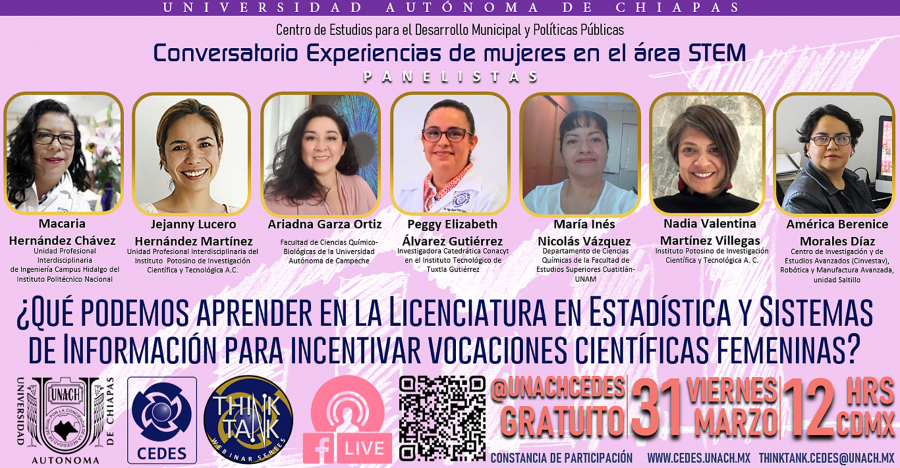 UNIVERSIDAD AUTÓNOMA DE CHIAPAS
Centro de Estudios para el Desarrollo Municipal y Políticas Públicas
Conversatorio Experiencias de mujeres en el área STEM
PANELISTAS
Macaria
Hernández Chávez
Unidad Profesional
Interdisciplinaria
de Ingeniería Campus Hidalgo del
Instituto Politécnico Nacional
Jejanny Lucero
Hernández Martínez
Unidad Profesional Interdisciplinaria del
Instituto Potosino de Investigación
Científica y Tecnológica A.C.
Ariadna Garza Ortiz
Facultad de Ciencias Químico-
Biológicas de la Universidad
Autónoma de Campeche
Peggy Elizabeth
Álvarez Gutiérrez
Investigadora Catedrática Conacyt
en el Instituto Tecnológico de
Tuxtla Gutiérrez
María Inés
Nicolás Vázquez
Departamento de Ciencias
Químicas de la Facultad de
Estudios Superiores Cuatitlán-
UNAM
Nadia Valentina
Martínez Villegas
Instituto Potosino de Investigación
Científica y Tecnológica A. C.
América Berenice
Morales Díaz
Centro de Investigación y de
Estudios Avanzados (Cinvestav),
Robótica y Manufactura Avanzada,
unidad Saltillo
¿QUÉ PODEMOS APRENDER EN LA LICENCIATURA EN ESTADÍSTICA Y SISTEMAS
DE INFORMACIÓN PARA INCENTIVAR VOCACIONES CIENTÍFICAS FEMENINAS?
UNIVERSIDAD
UNACH
DE CHIAPAS
AUTONOMA
CEDES
THINK
TANK
WEBINAR SERIES
f LIVE
@UNACHCEDES
GRATUITO
31 VIERNES
MARZO
12 HRS
CDMX
CONSTANCIA DE PARTICIPACIÓN
WWW.CEDES.UNACH.MX
THINKTANK.CEDES@UNACH.MX